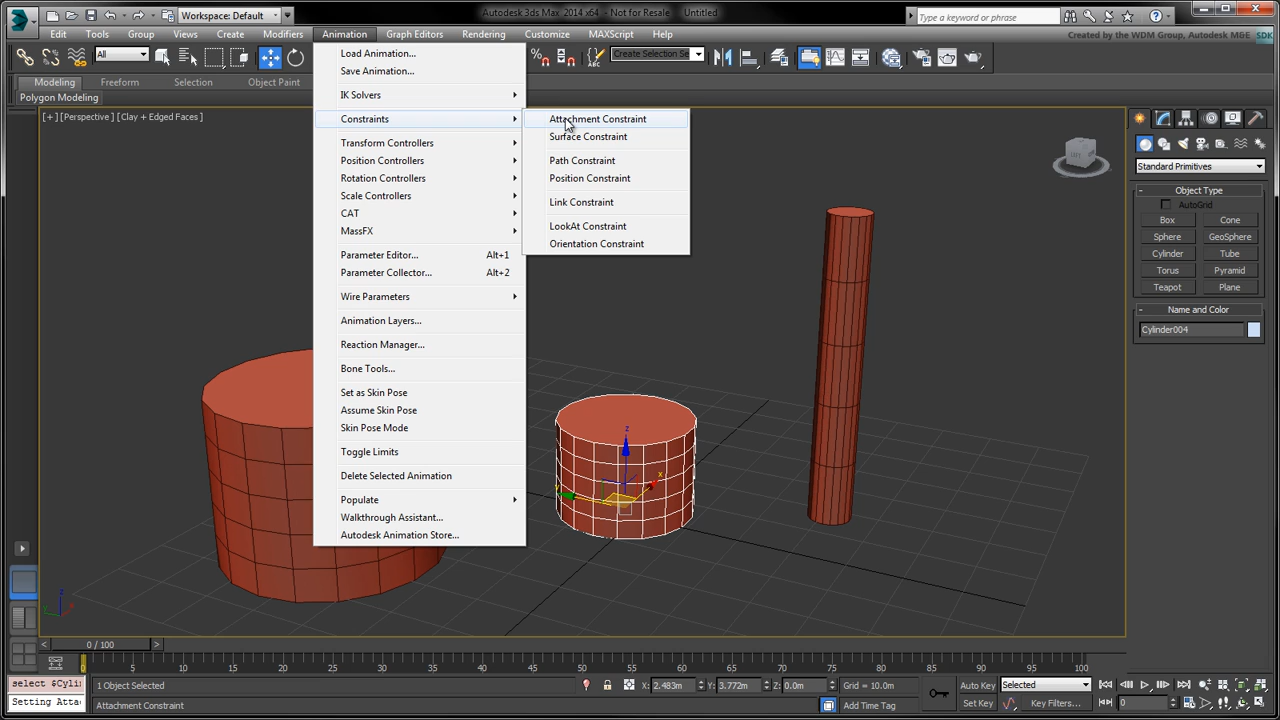 Workspace: Default
Autodesk 3ds Max 2014 x64 - Not for Resale Untitled
Type a keyword or phrase
Edit Tools Group Views Create Modifiers Animation Graph Editors Rendering Customize MAXScript Help
Created by the WDM Group, Autodesk M&E SDK
All
Create Selection Se
Modeling Freeform Selection Object Paint
Polygon Modeling
[ + ] [Perspective ] [Clay + Edged Faces ]
Load Animation...
Save Animation...
IK Solvers
Constraints
Transform Controllers
Position Controllers
Rotation Controllers
Scale Controllers
CAT
MassFX
Parameter Editor... Alt+1
Parameter Collector... Alt+2
Wire Parameters
Animation Layers...
Reaction Manager...
Bone Tools...
Set as Skin Pose
Assume Skin Pose
Skin Pose Mode
Toggle Limits
Delete Selected Animation
Populate
Walkthrough Assistant...
Autodesk Animation Store...
Attachment Constraint
Surface Constraint
Path Constraint
Position Constraint
Link Constraint
LookAt Constraint
Orientation Constraint
Standard Primitives
- Object Type
AutoGrid
Box Cone
Sphere GeoSphere
Cylinder Tube
Torus Pyramid
Teapot Plane
- Name and Color
Cylinder004
z
x
z
< 0 / 100 >
0 5 10 15 20 25 30 35 40 45 50 55 60 65 70 75 80 85 90 95 100
select $Cyli
Setting Atta
1 Object Selected
Attachment Constraint
X: 2.483m Y: 3.772m Z: 0.0m Grid = 10.0m
Add Time Tag
Auto Key Selected
Set Key Key Filters...
0